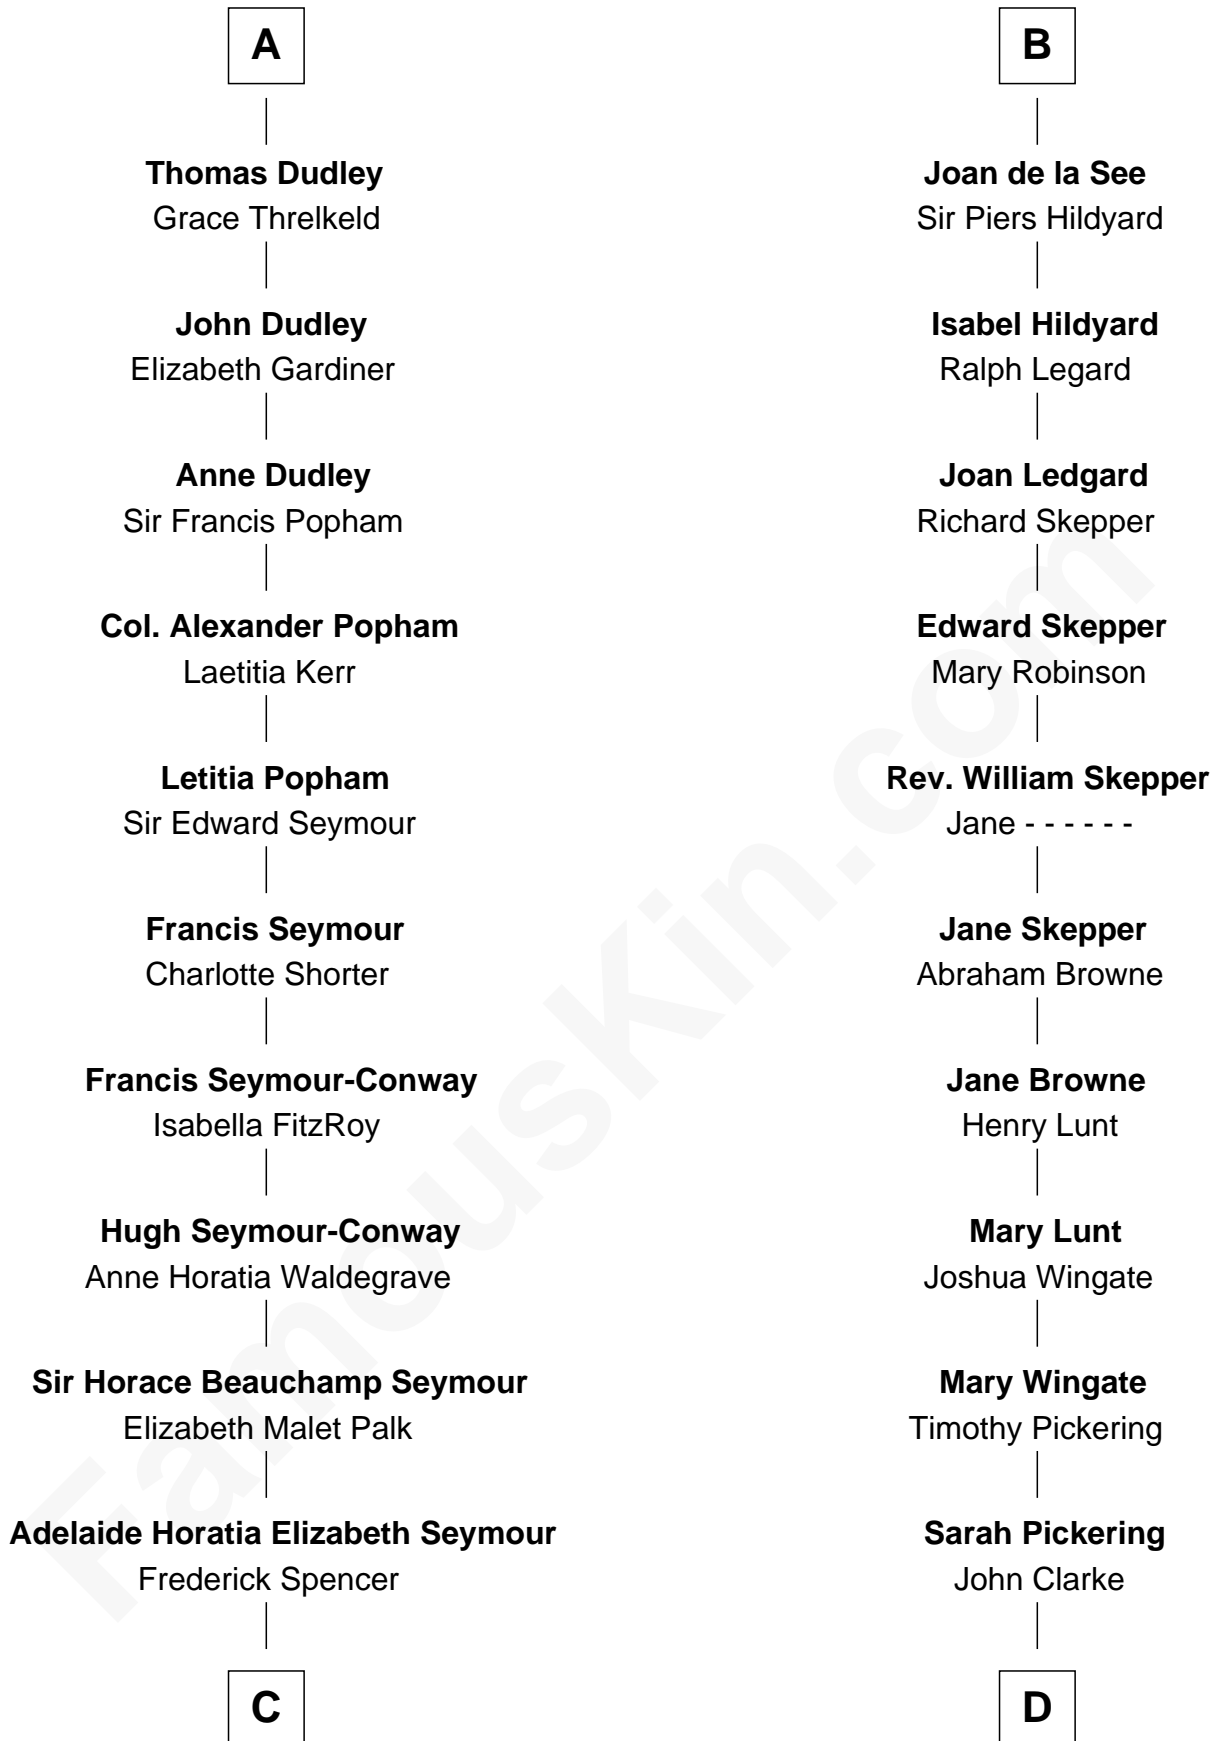 A
Thomas Dudley
Grace Threlkeld
John Dudley
Elizabeth Gardiner
Anne Dudley
Sir Francis Popham
Col. Alexander Popham
Laetitia Kerr
Letitia Popham
Sir Edward Seymour
Francis Seymour
Charlotte Shorter
Francis Seymour-Conway
Isabella FitzRoy
Hugh Seymour-Conway
Anne Horatia Waldegrave
Sir Horace Beauchamp Seymour
Elizabeth Malet Palk
Adelaide Horatia Elizabeth Seymour
Frederick Spencer
C
B
Joan de la See
Sir Piers Hildyard
Isabel Hildyard
Ralph Legard
Joan Ledgard
Richard Skepper
Edward Skepper
Mary Robinson
Rev. William Skepper
Jane - - - - - -
Jane Skepper
Abraham Browne
Jane Browne
Henry Lunt
Mary Lunt
Joshua Wingate
Mary Wingate
Timothy Pickering
Sarah Pickering
John Clarke
D
FamousKin.com